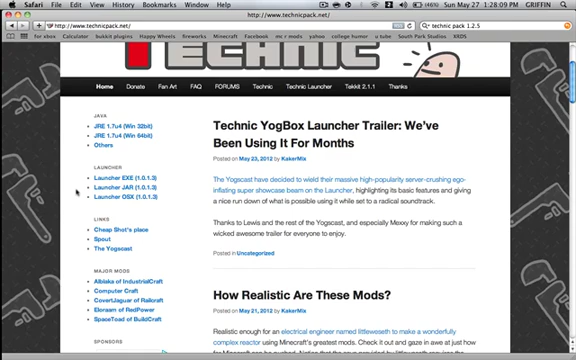 Safari File Edit View History Bookmarks Window Help
Sun May 27 1:28:09 PM GRIFFIN
http://www.technicpack.net/
http://www.technicpack.net/
technic pack 1.2.5
for xbox Calculator bukkit plugins Happy Wheels fireworks Minecraft Facebook mc r mods yahoo college humor u tube South Park Studios XXDS
TECHNIC
Home Donate Fan Art FAQ FORUMS Technic Technic Launcher Tekkit 2.1.1 Thanks
JAVA
JRE 1.7u4 (Win 32bit)
JRE 1.7u4 (Win 64bit)
Others
LAUNCHER
Launcher EXE (1.0.1.3)
Launcher JAR (1.0.1.3)
Launcher OSX (1.0.1.3)
LINKS
Cheap Shot's place
Spout
The Yogscast
MAJOR MODS
Alblaka of IndustrialCraft
Computer Craft
CovertJaguar of Railcraft
Eloraam of RedPower
SpaceToad of BuildCraft
SPONSORS
Technic YogBox Launcher Trailer: We've
Been Using It For Months
Posted on May 23, 2012 by KakerMix
The Yogscast have decided to wield their massive high-popularity server-crushing ego-
inflating super showcase beam on the Launcher, highlighting its basic features and giving
a nice run down of what is possible using it set to a radical soundtrack.
Thanks to Lewis and the rest of the Yogscast, and especially Mexxy for making such a
wicked awesome trailer for everyone to enjoy.
Posted in Uncategorized
How Realistic Are These Mods?
Posted on May 21, 2012 by KakerMix
Realistic enough for an electrical engineer named littleweseth to make a wonderfully
complex reactor using Minecraft's greatest mods. Check it out and gaze in awe at just how